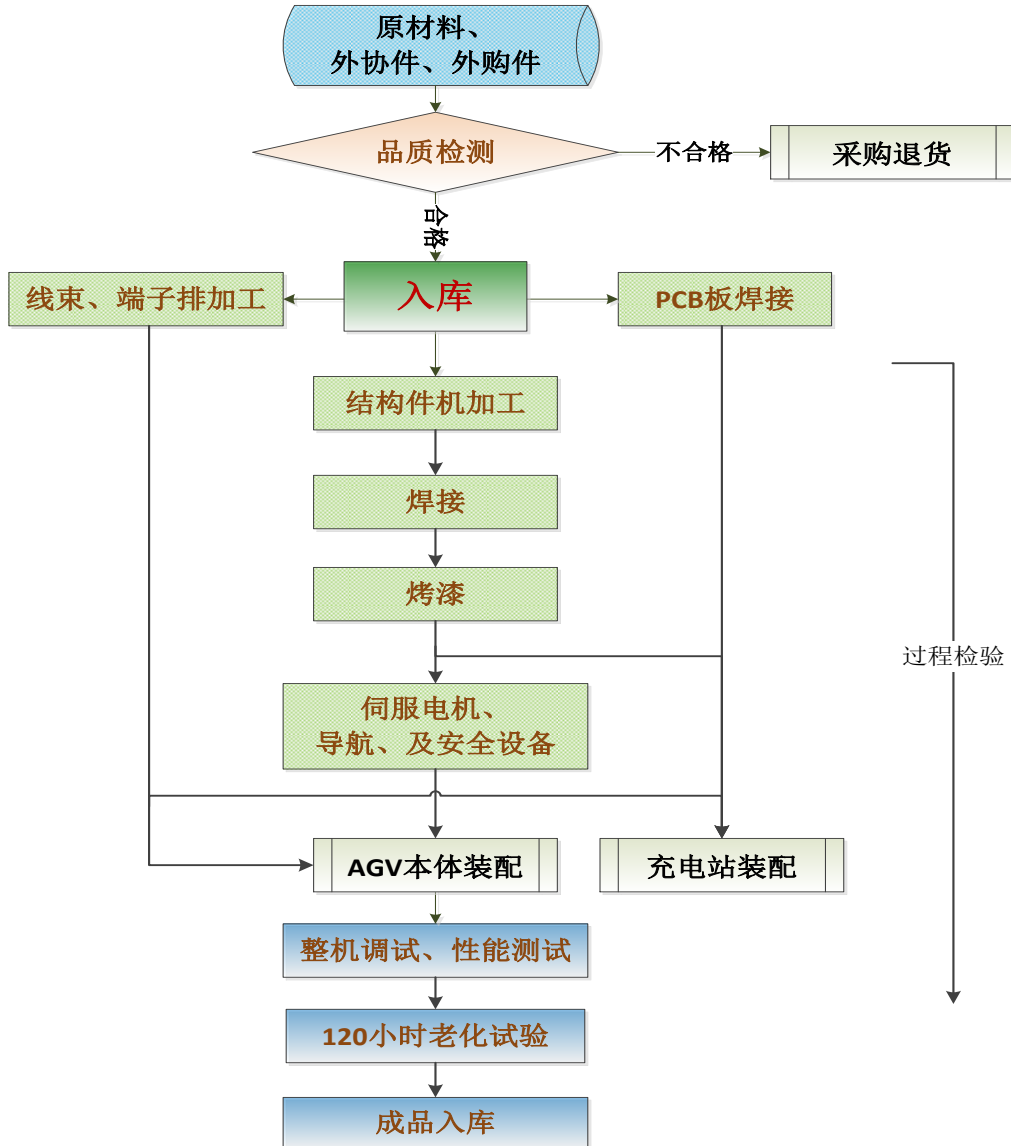 原材料、
外协件、外购件
品质检测
不合格
采购退货
合格
线束、端子排加工
入库
PCB板焊接
结构件机加工
焊接
烤漆
过程检验
伺服电机、
导航、及安全设备
AGV本体装配
充电站装配
整机调试、性能测试
120小时老化试验
成品入库